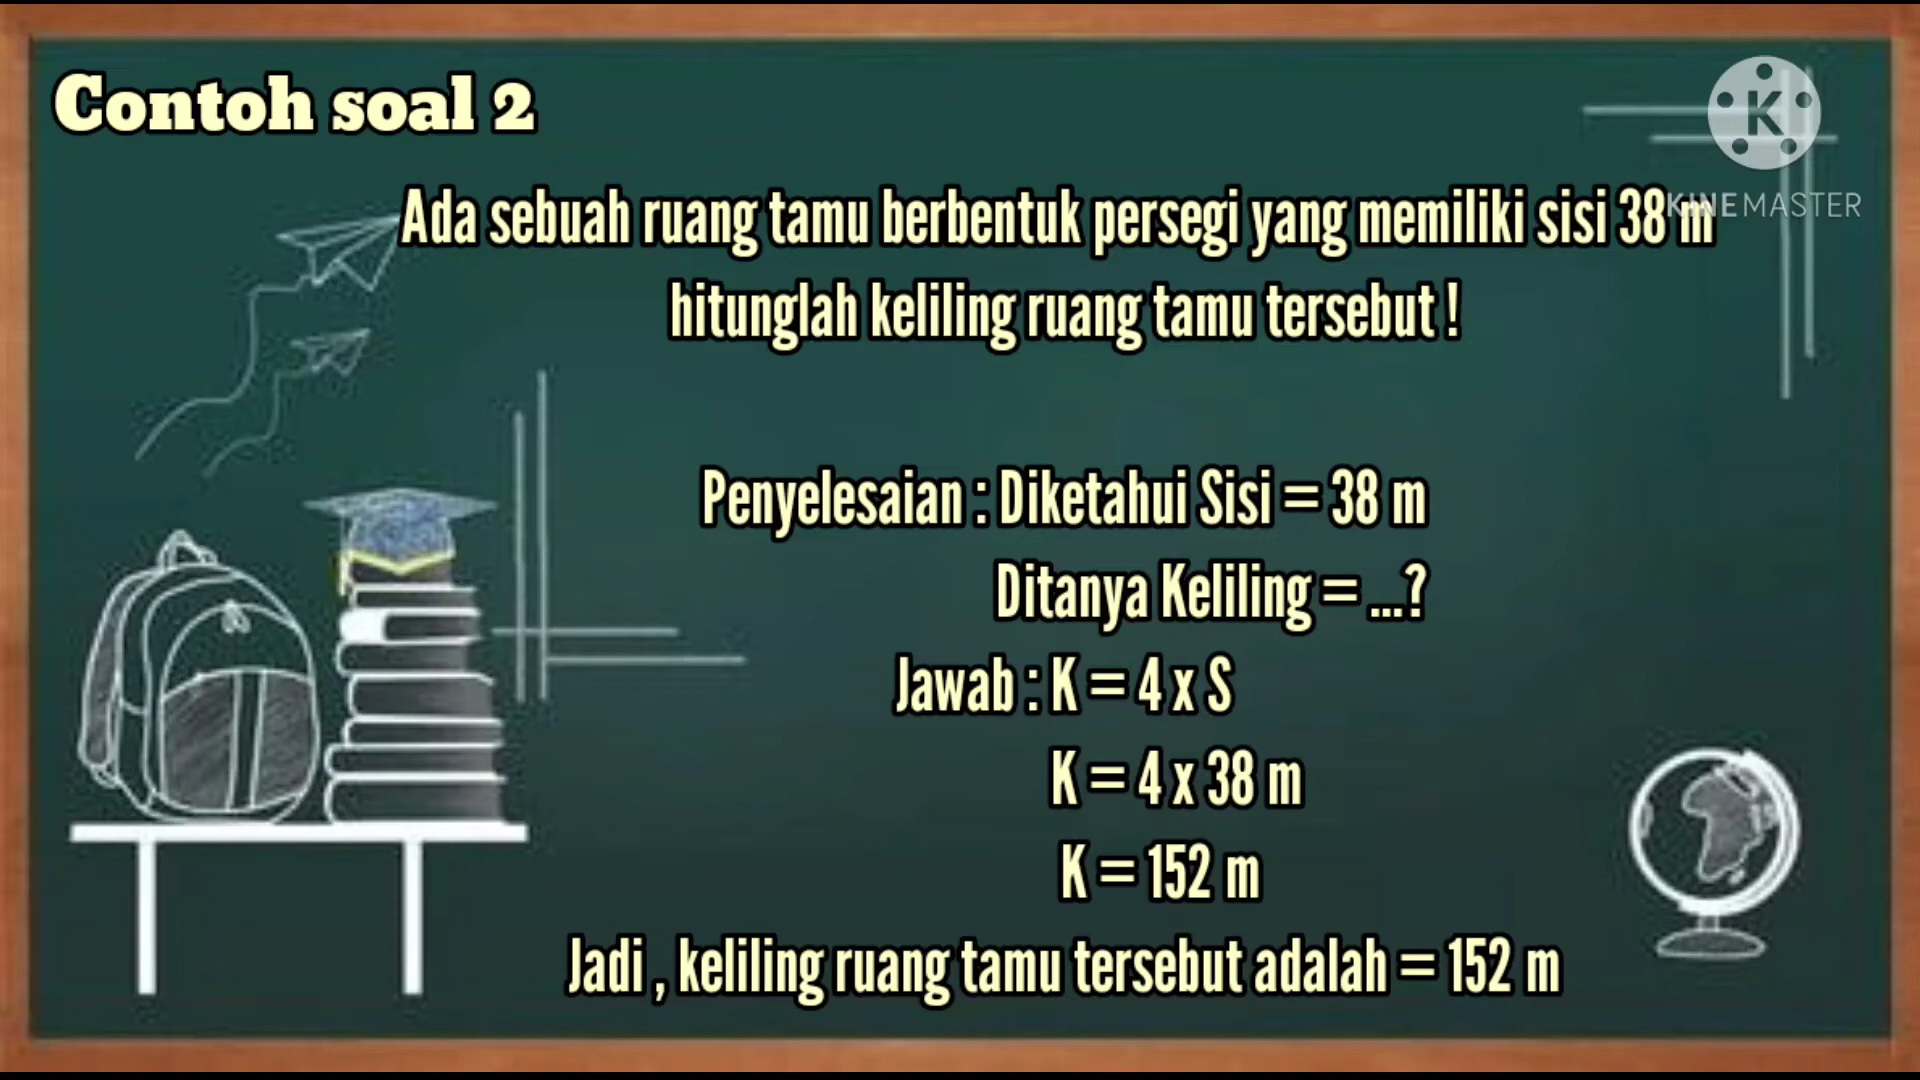 Contoh soal 2
K
KINEMASTER
Ada sebuah ruang tamu berbentuk persegi yang memiliki sisi 38 m
hitunglah keliling ruang tamu tersebut !
Penyelesaian : Diketahui Sisi = 38 m
Ditanya Keliling = ...?
Jawab : K = 4 x S
K = 4 x 38 m
K = 152 m
Jadi , keliling ruang tamu tersebut adalah = 152 m